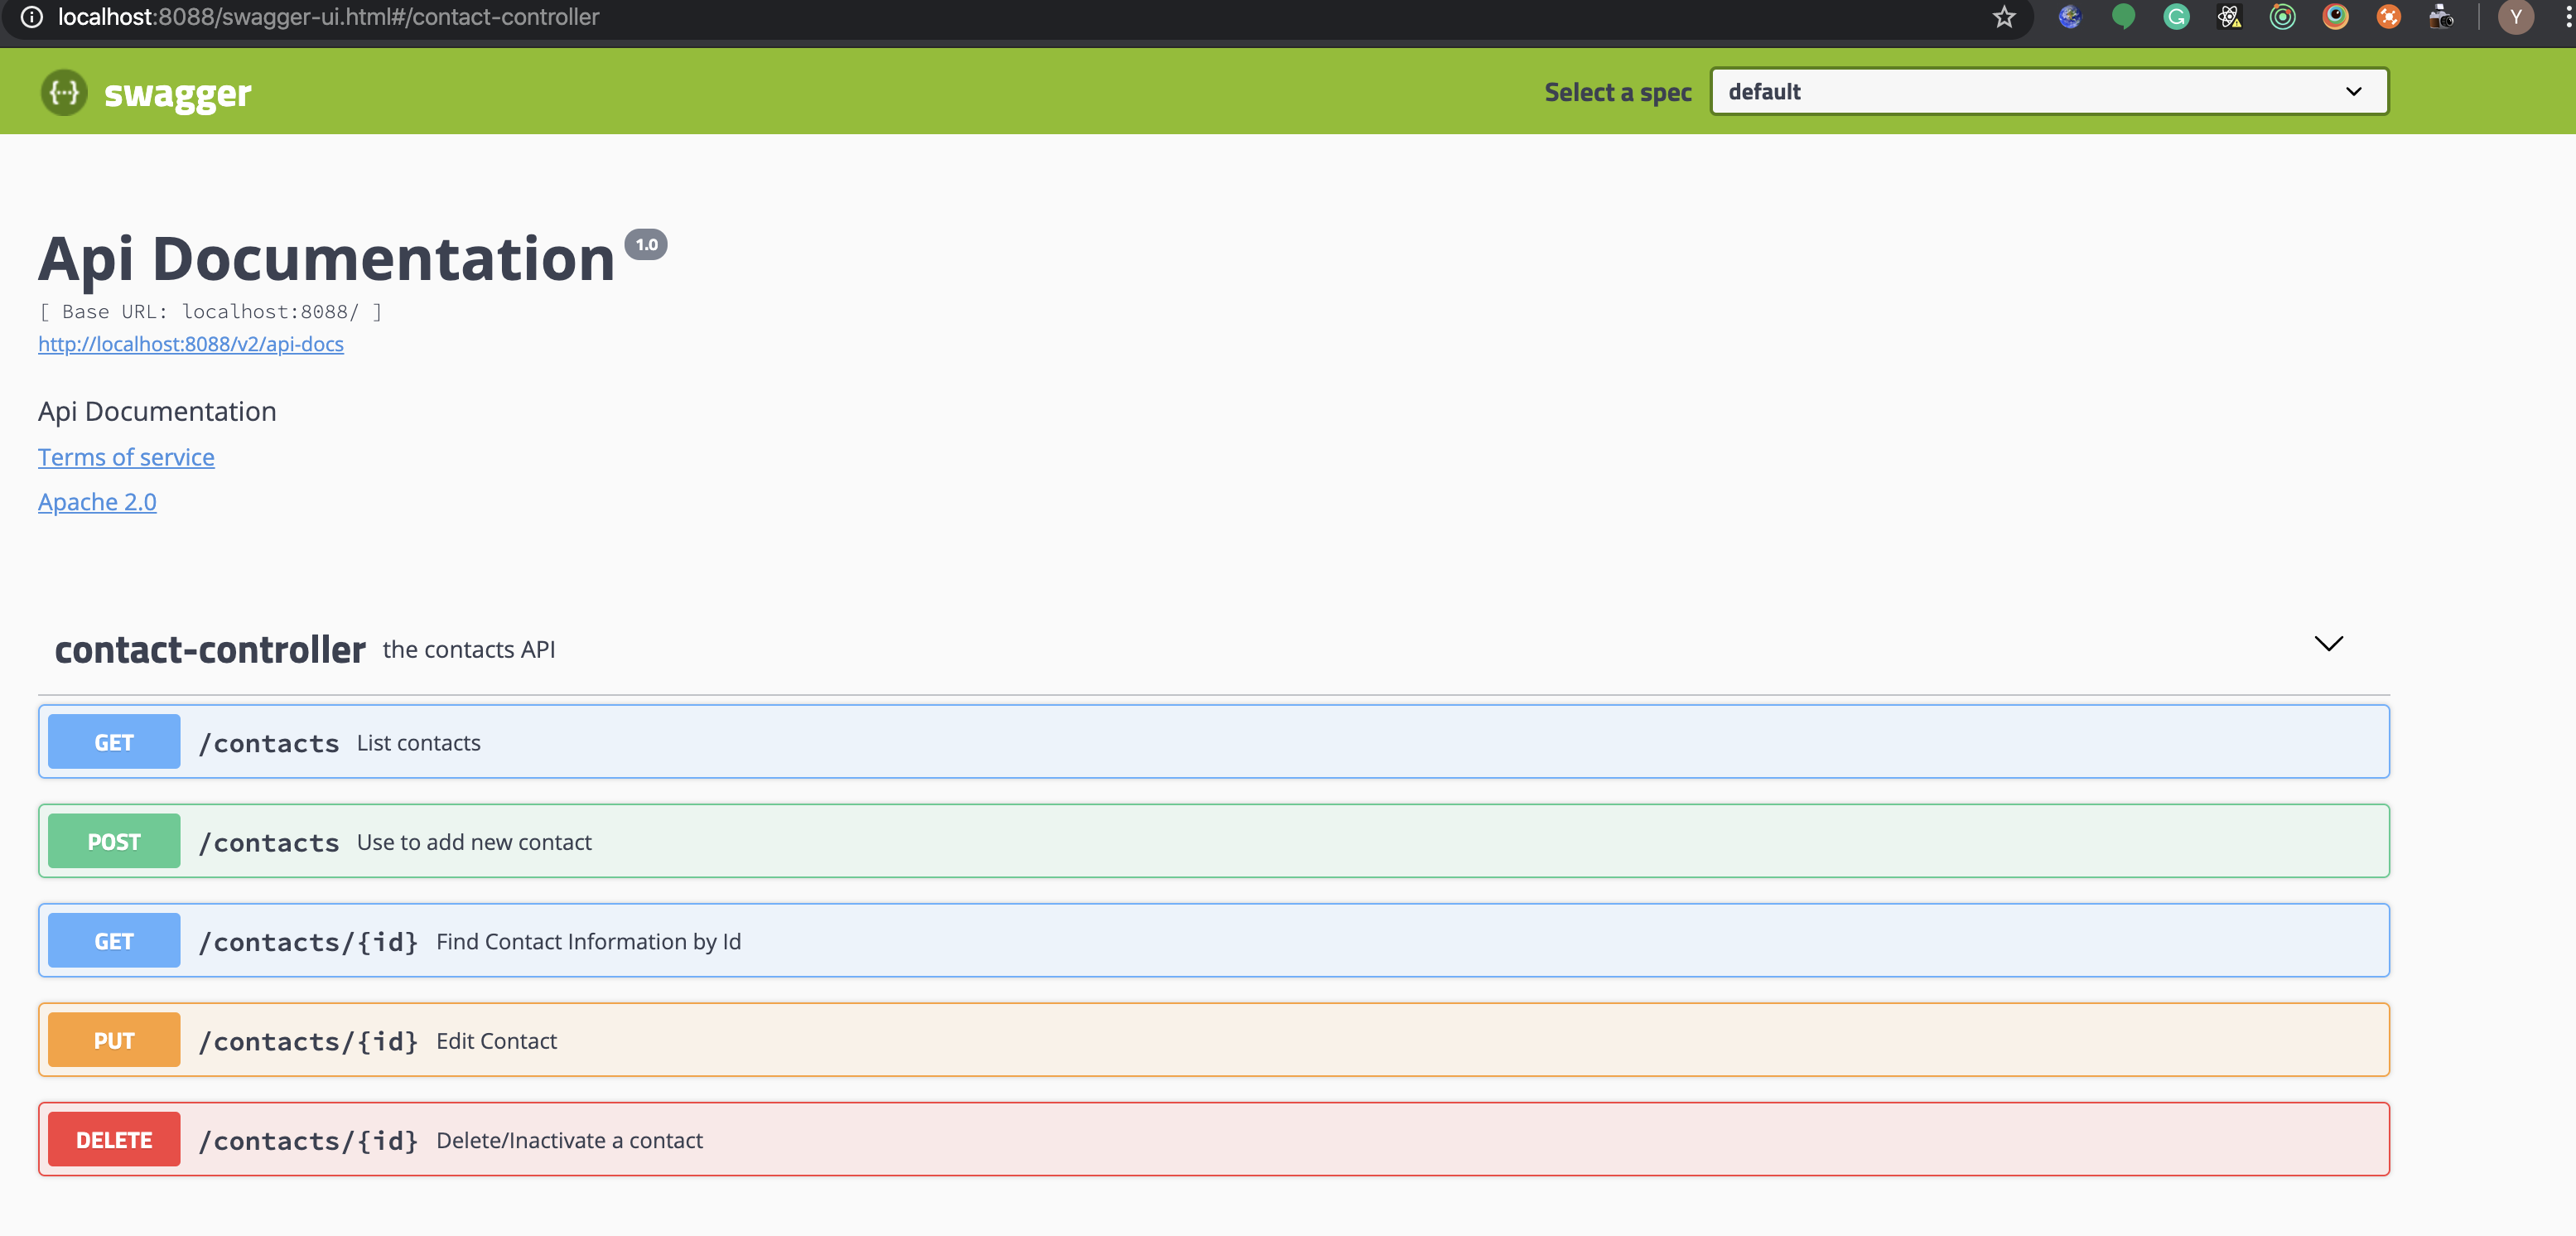 localhost:8088/swagger-ui.html#/contact-controller
Y
{...} swagger
Select a spec default
Api Documentation 1.0
[ Base URL: localhost:8088/ ]
http://localhost:8088/v2/api-docs
Api Documentation
Terms of service
Apache 2.0
contact-controller the contacts API
GET /contacts List contacts
POST /contacts Use to add new contact
GET /contacts/{id} Find Contact Information by Id
PUT /contacts/{id} Edit Contact
DELETE /contacts/{id} Delete/Inactivate a contact